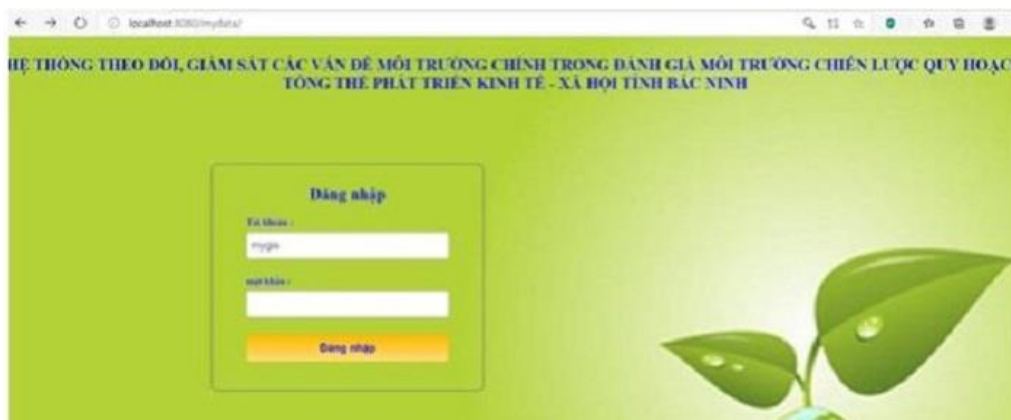 localhost:8080/mydata/
HỆ THỐNG THEO DÕI, GIÁM SÁT CÁC VẤN ĐỀ MÔI TRƯỜNG CHÍNH TRONG ĐÁNH GIÁ MÔI TRƯỜNG CHIẾN LƯỢC QUY HOẠC
TỔNG THỂ PHÁT TRIỂN KINH TẾ - XÃ HỘI TỈNH BẮC NINH
Đăng nhập
Tài khoản :
mật khẩu :
Đăng nhập